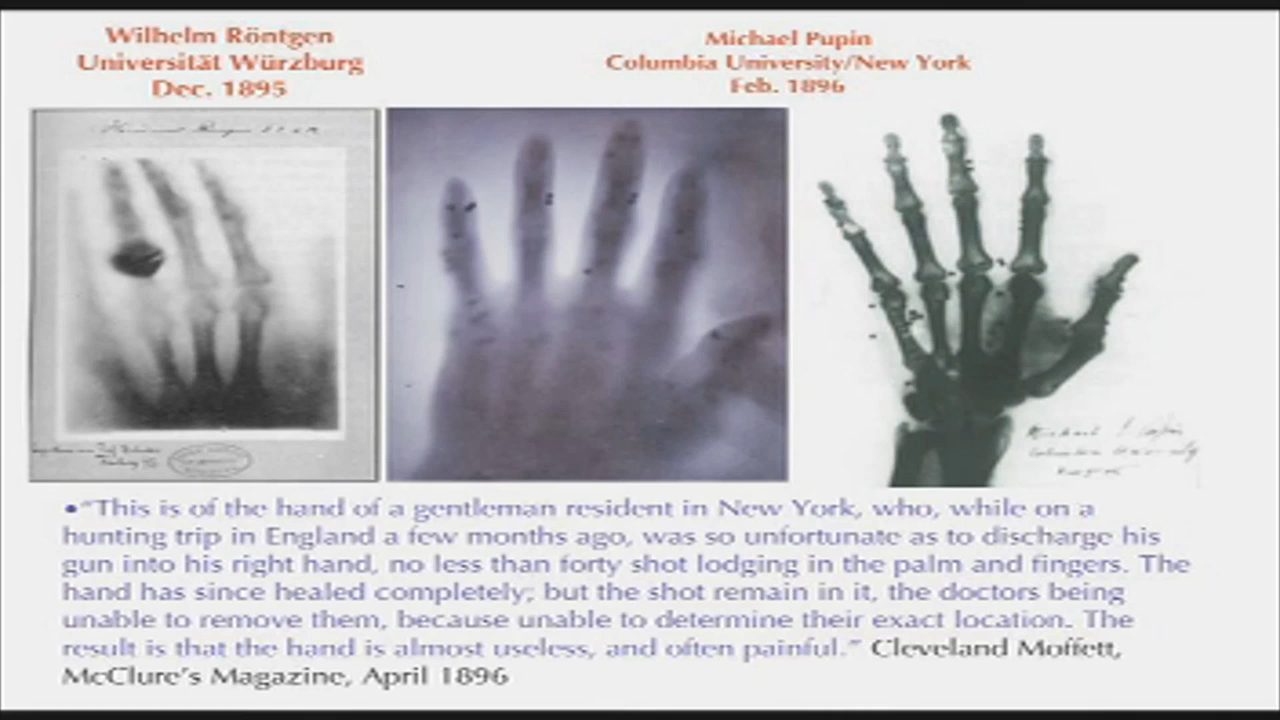 Wilhelm Röntgen
Universität Würzburg
Dec. 1895
Michael Pupin
Columbia University/New York
Feb. 1896
•"This is of the hand of a gentleman resident in New York, who, while on a
hunting trip in England a few months ago, was so unfortunate as to discharge his
gun into his right hand, no less than forty shot lodging in the palm and fingers. The
hand has since healed completely; but the shot remain in it, the doctors being
unable to remove them, because unable to determine their exact location. The
result is that the hand is almost useless, and often painful." Cleveland Moffett,
McClure's Magazine, April 1896